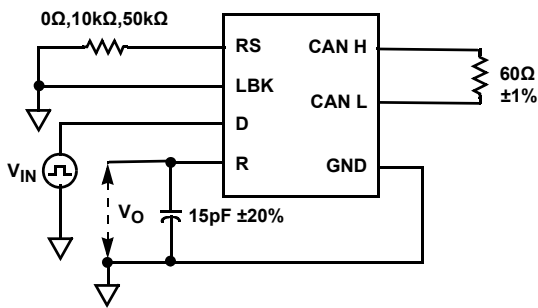 0Ω,10kΩ,50kΩ
RS
CAN H
LBK
60Ω
±1%
CAN L
D
R
GND
VIN
VO
15pF ±20%